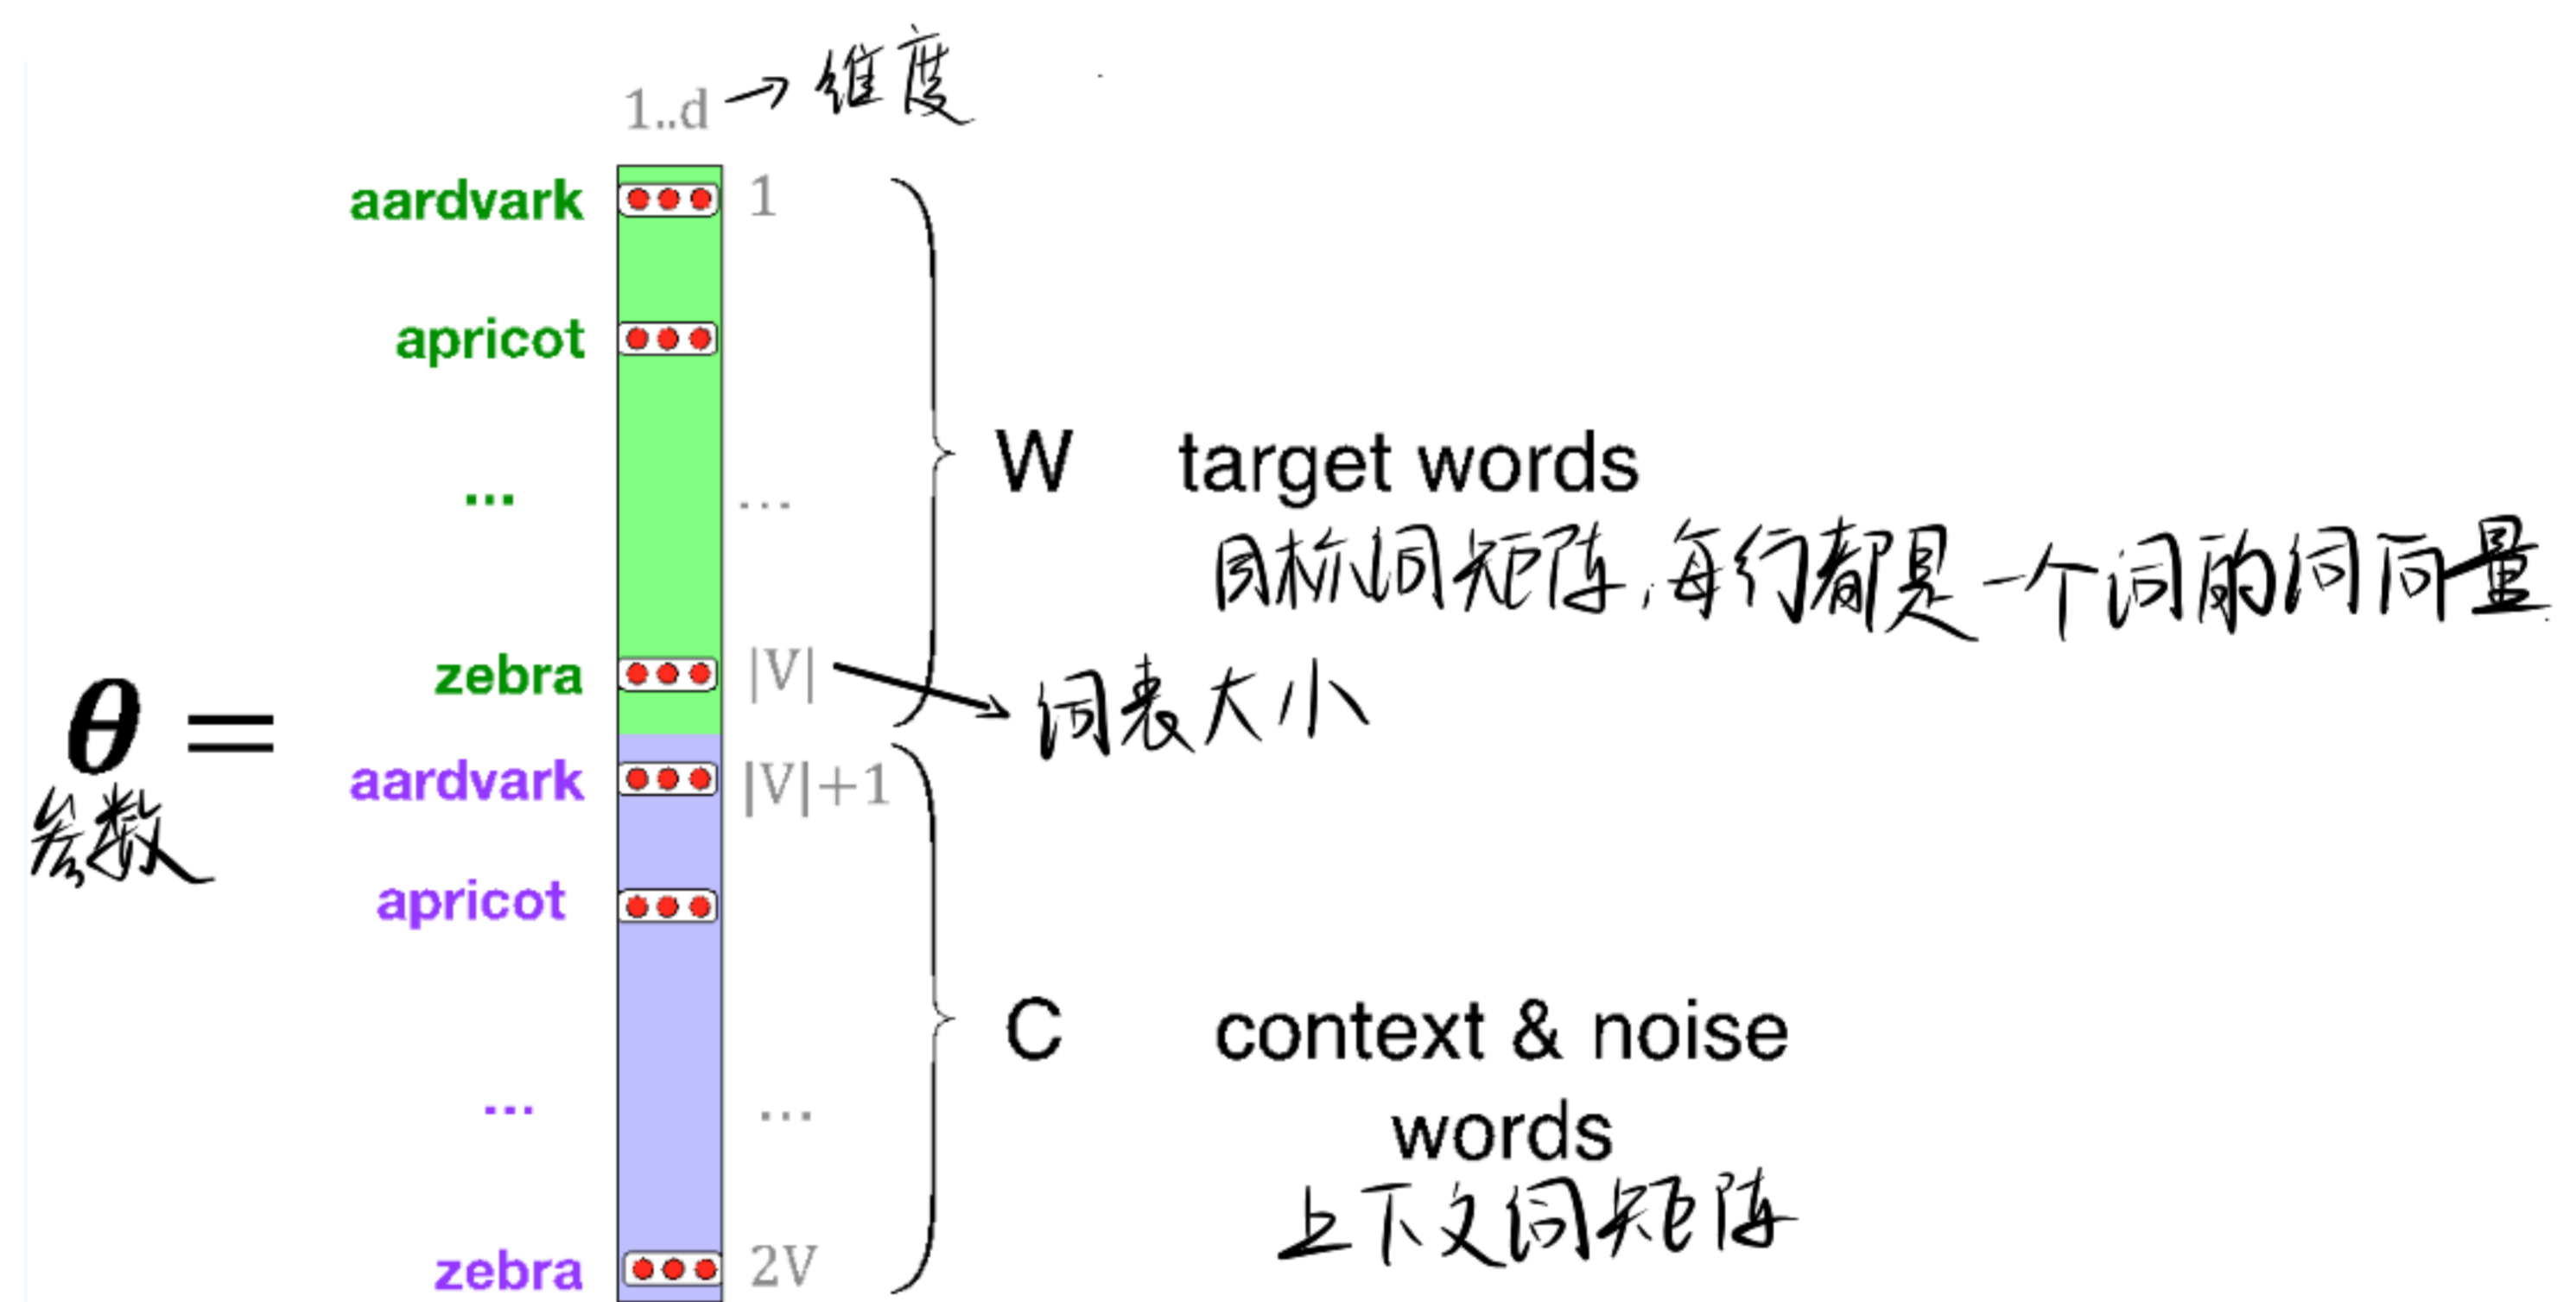 1..d → 维度
aardvark 1
apricot
... ...
W target words
目标词矩阵,每行都是一个词的词向量
zebra |V| → 词表大小
θ =
参数
aardvark |V|+1
apricot
C context & noise
words
... ...
上下文词矩阵
zebra 2V